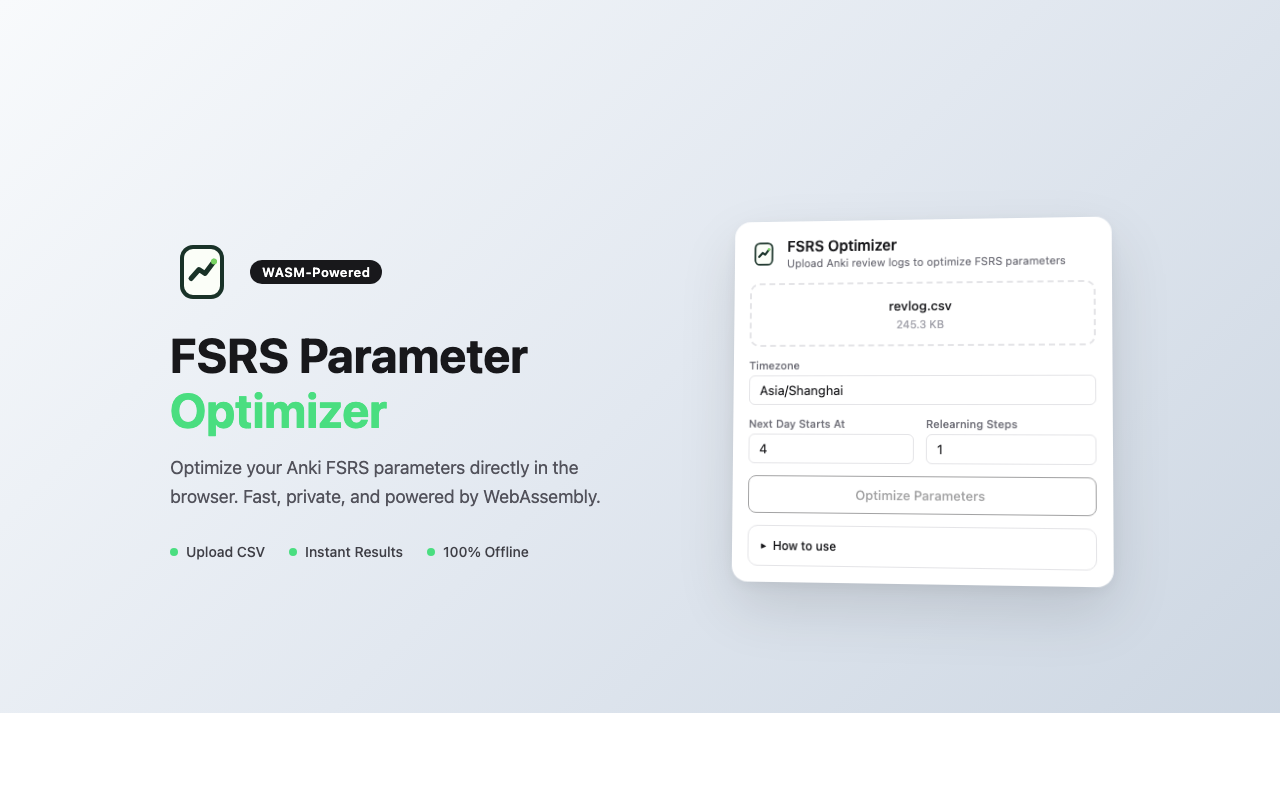 WASM-Powered
FSRS Parameter
Optimizer
Optimize your Anki FSRS parameters directly in the
browser. Fast, private, and powered by WebAssembly.
Upload CSV
Instant Results
100% Offline
FSRS Optimizer
Upload Anki review logs to optimize FSRS parameters
revlog.csv
245.3 KB
Timezone
Asia/Shanghai
Next Day Starts At
Relearning Steps
4
1
Optimize Parameters
How to use